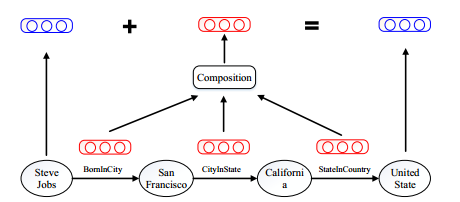 +
=
Composition
Steve
Jobs
BornInCity
San
Francisco
CityInState
Californi
a
StateInCountry
United
State